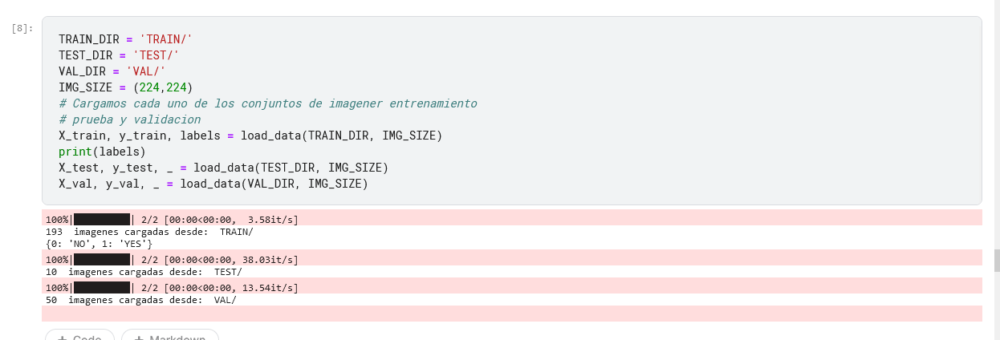 [8]:
TRAIN_DIR = 'TRAIN/'
TEST_DIR = 'TEST/'
VAL_DIR = 'VAL/'
IMG_SIZE = (224,224)
# Cargamos cada uno de los conjuntos de imagener entrenamiento
# prueba y validacion
X_train, y_train, labels = load_data(TRAIN_DIR, IMG_SIZE)
print(labels)
X_test, y_test, _ = load_data(TEST_DIR, IMG_SIZE)
X_val, y_val, _ = load_data(VAL_DIR, IMG_SIZE)
100%|██████████| 2/2 [00:00<00:00,  3.58it/s]
193  imagenes cargadas desde:  TRAIN/
{0: 'NO', 1: 'YES'}
100%|██████████| 2/2 [00:00<00:00, 38.03it/s]
10  imagenes cargadas desde:  TEST/
100%|██████████| 2/2 [00:00<00:00, 13.54it/s]
50  imagenes cargadas desde:  VAL/
+ Code + Markdown